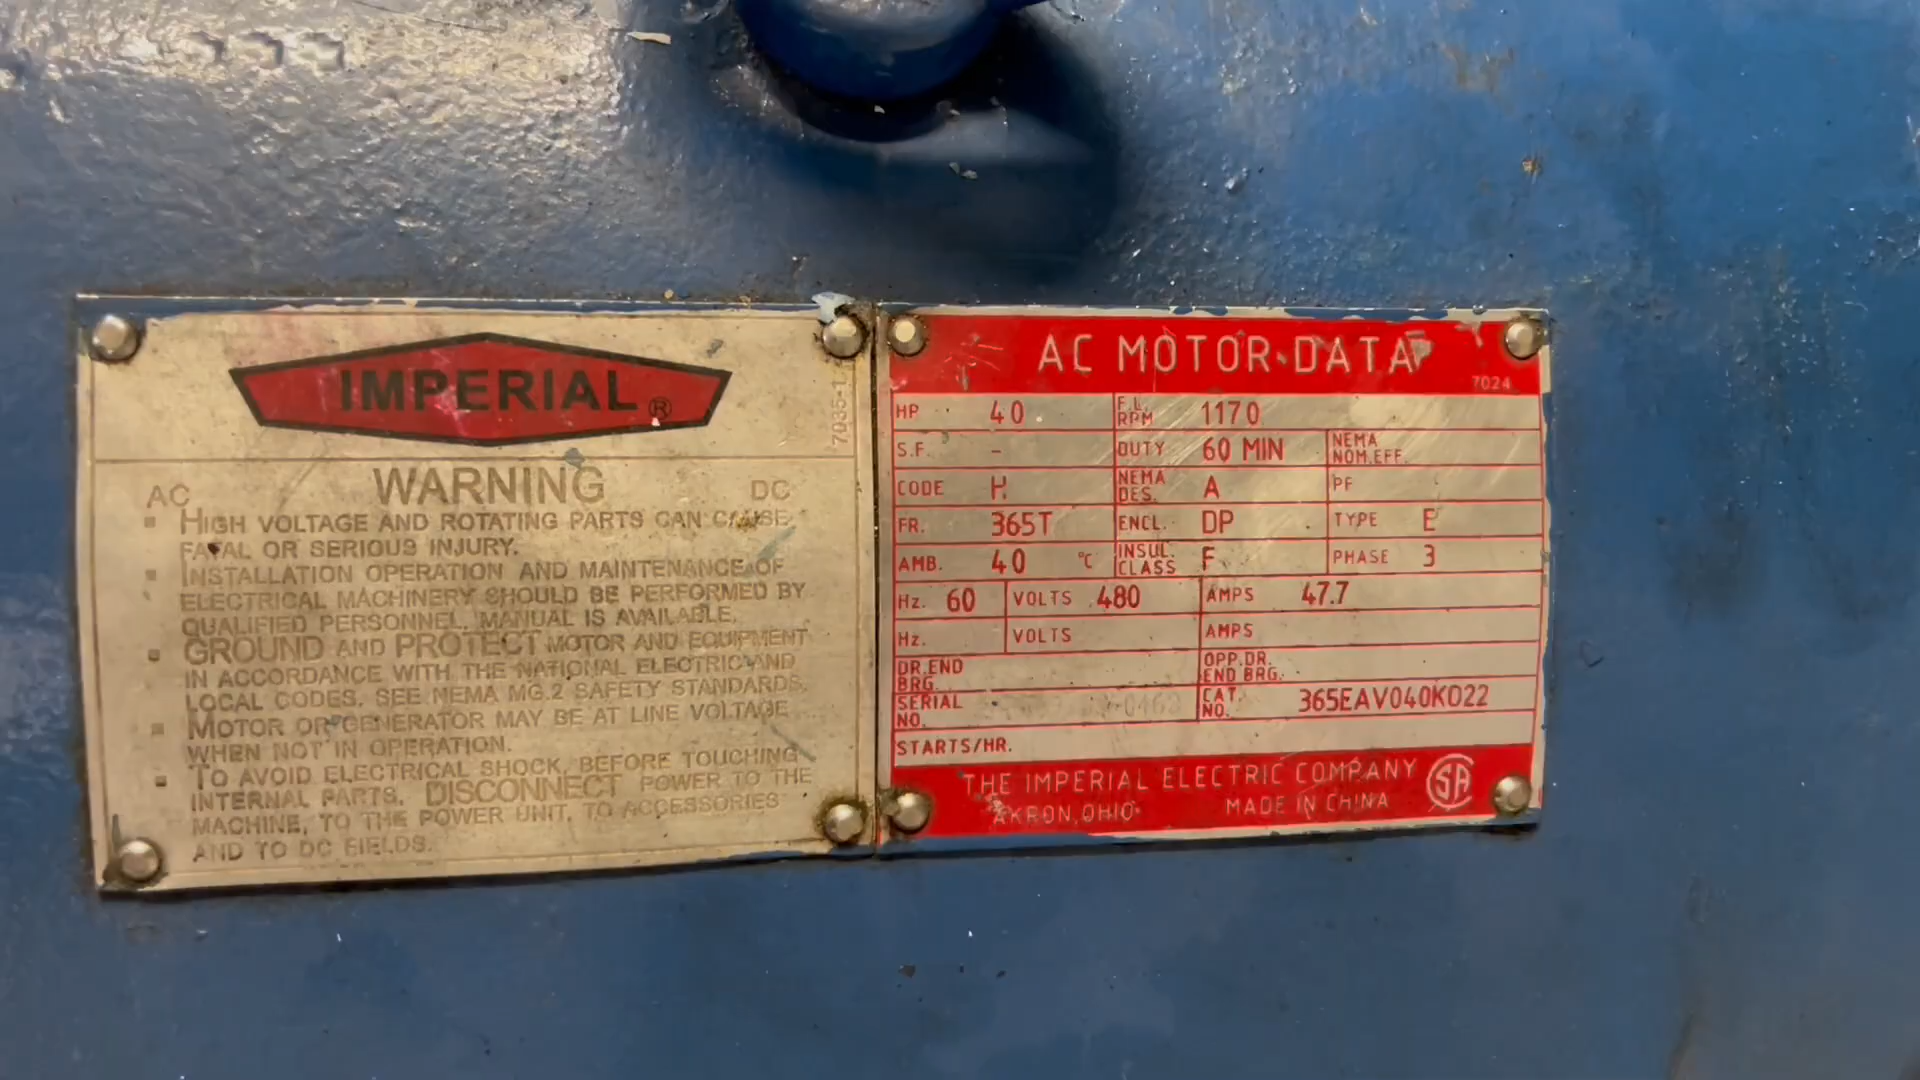 IMPERIAL®
7035-1
WARNING
AC DC
▪ HIGH VOLTAGE AND ROTATING PARTS CAN CAUSE
FATAL OR SERIOUS INJURY.
▪ INSTALLATION OPERATION AND MAINTENANCE OF
ELECTRICAL MACHINERY SHOULD BE PERFORMED BY
QUALIFIED PERSONNEL. MANUAL IS AVAILABLE.
▪ GROUND AND PROTECT MOTOR AND EQUIPMENT
IN ACCORDANCE WITH THE NATIONAL ELECTRIC AND
LOCAL CODES. SEE NEMA MG.2 SAFETY STANDARDS.
▪ MOTOR OR GENERATOR MAY BE AT LINE VOLTAGE
WHEN NOT IN OPERATION.
▪ TO AVOID ELECTRICAL SHOCK, BEFORE TOUCHING
INTERNAL PARTS, DISCONNECT POWER TO THE
MACHINE, TO THE POWER UNIT, TO ACCESSORIES
AND TO DC FIELDS.
AC MOTOR DATA
7024
HP 40 F.L. RPM 1170
S.F. - DUTY 60 MIN NEMA NOM.EFF.
CODE H NEMA DES. A PF
FR. 365T ENCL. DP TYPE E
AMB. 40 °C INSUL. CLASS F PHASE 3
Hz. 60 VOLTS 480 AMPS 47.7
Hz. VOLTS AMPS
DR.END BRG. OPP.DR. END BRG.
SERIAL NO. CAT. NO. 365EAV040K022
STARTS/HR.
THE IMPERIAL ELECTRIC COMPANY
AKRON, OHIO MADE IN CHINA